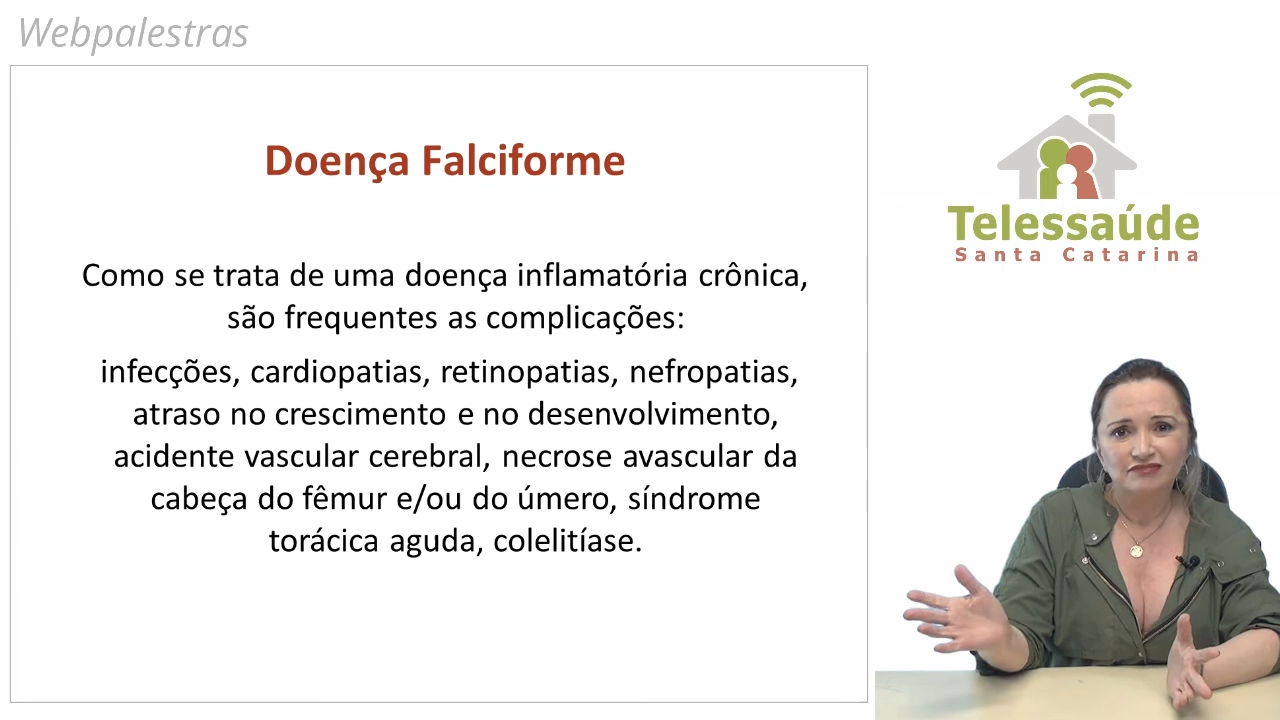 Webpalestras
Doença Falciforme
Como se trata de uma doença inflamatória crônica,
são frequentes as complicações:
infecções, cardiopatias, retinopatias, nefropatias,
atraso no crescimento e no desenvolvimento,
acidente vascular cerebral, necrose avascular da
cabeça do fêmur e/ou do úmero, síndrome
torácica aguda, colelitíase.
Telessaúde
Santa Catarina